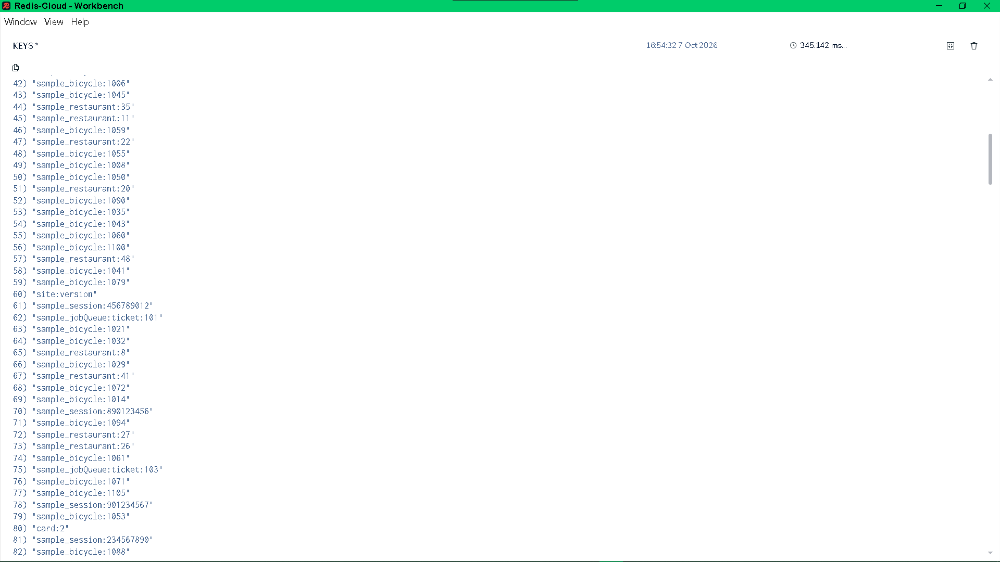 Redis-Cloud - Workbench
Window View Help
KEYS *
16:54:32 7 Oct 2026
345.142 ms...
42) "sample_bicycle:1006"
43) "sample_bicycle:1045"
44) "sample_restaurant:35"
45) "sample_restaurant:11"
46) "sample_bicycle:1059"
47) "sample_restaurant:22"
48) "sample_bicycle:1055"
49) "sample_bicycle:1008"
50) "sample_bicycle:1050"
51) "sample_restaurant:20"
52) "sample_bicycle:1090"
53) "sample_bicycle:1035"
54) "sample_bicycle:1043"
55) "sample_bicycle:1060"
56) "sample_bicycle:1100"
57) "sample_restaurant:48"
58) "sample_bicycle:1041"
59) "sample_bicycle:1079"
60) "site:version"
61) "sample_session:456789012"
62) "sample_jobQueue:ticket:101"
63) "sample_bicycle:1021"
64) "sample_bicycle:1032"
65) "sample_restaurant:8"
66) "sample_bicycle:1029"
67) "sample_restaurant:41"
68) "sample_bicycle:1072"
69) "sample_bicycle:1014"
70) "sample_session:890123456"
71) "sample_bicycle:1094"
72) "sample_restaurant:27"
73) "sample_restaurant:26"
74) "sample_bicycle:1061"
75) "sample_jobQueue:ticket:103"
76) "sample_bicycle:1071"
77) "sample_bicycle:1105"
78) "sample_session:901234567"
79) "sample_bicycle:1053"
80) "card:2"
81) "sample_session:234567890"
82) "sample_bicycle:1088"